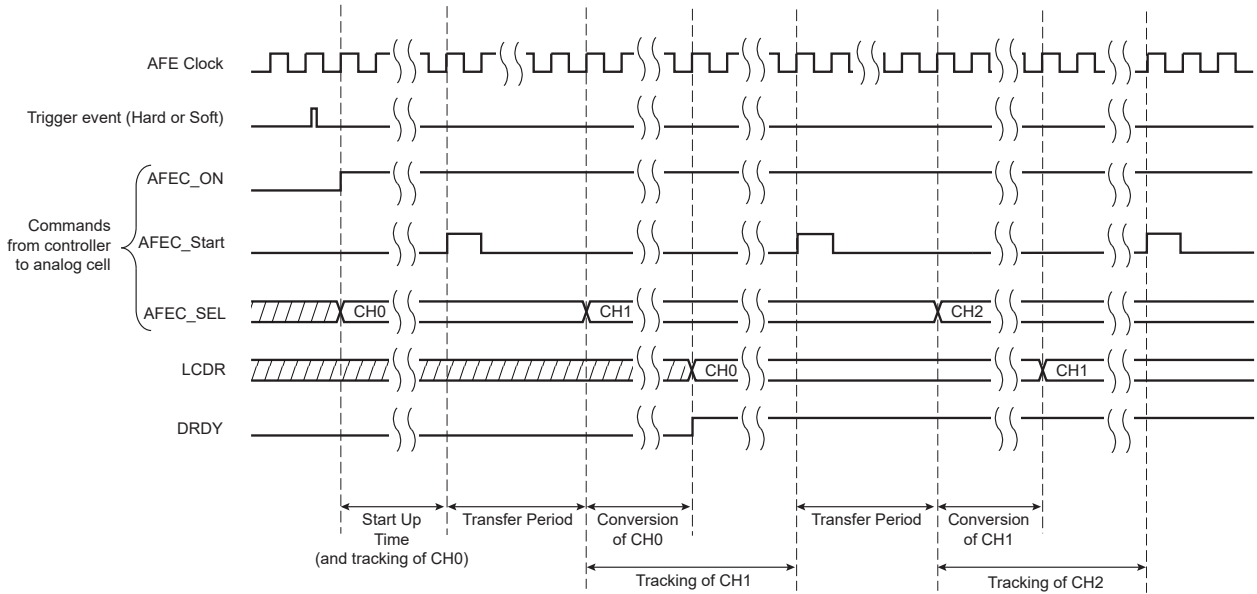 AFE Clock
Trigger event (Hard or Soft)
AFEC_ON
Commands
from controller
to analog cell
AFEC_Start
AFEC_SEL
CH0
CH1
CH2
LCDR
CH0
CH1
DRDY
Start Up
Time
(and tracking of CH0)
Transfer Period
Conversion
of CH0
Transfer Period
Conversion
of CH1
Tracking of CH1
Tracking of CH2